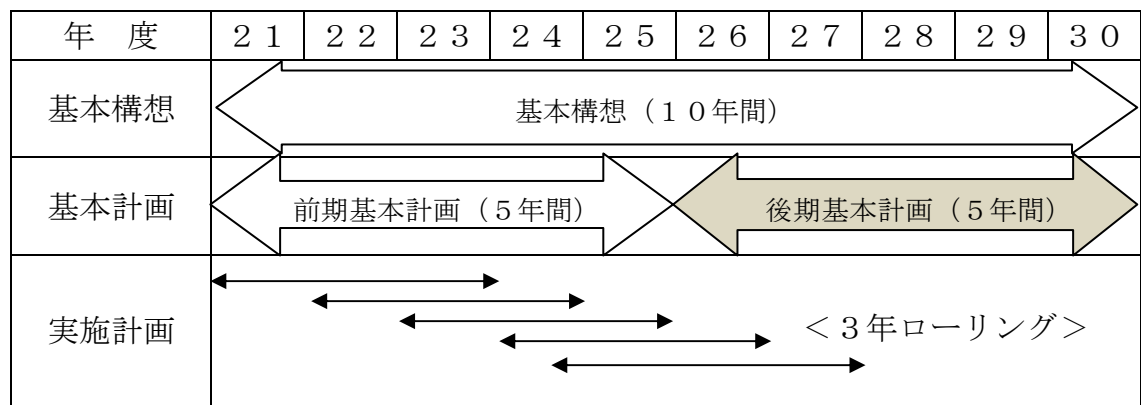 年　度 ２１ ２２ ２３ ２４ ２５ ２６ ２７ ２８ ２９ ３０
基本構想 基本構想（１０年間）
基本計画 前期基本計画（５年間） 後期基本計画（５年間）
実施計画 ＜３年ローリング＞